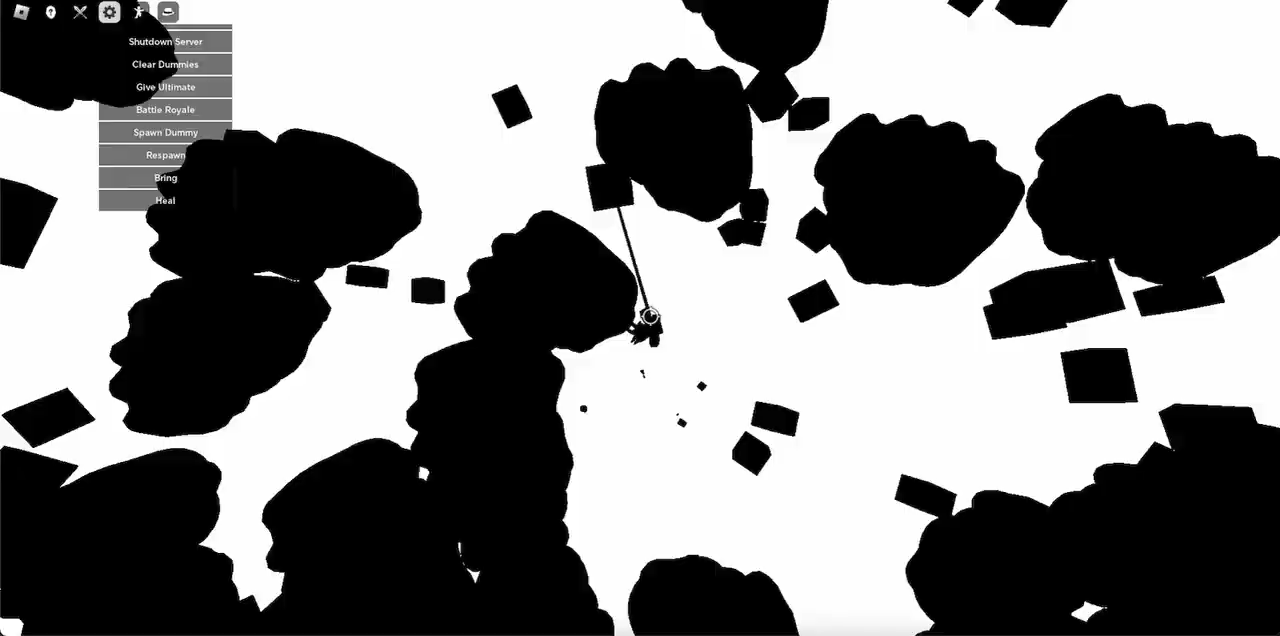 Shutdown Server
Clear Dummies
Give Ultimate
Battle Royale
Spawn Dummy
Respawn
Bring
Heal